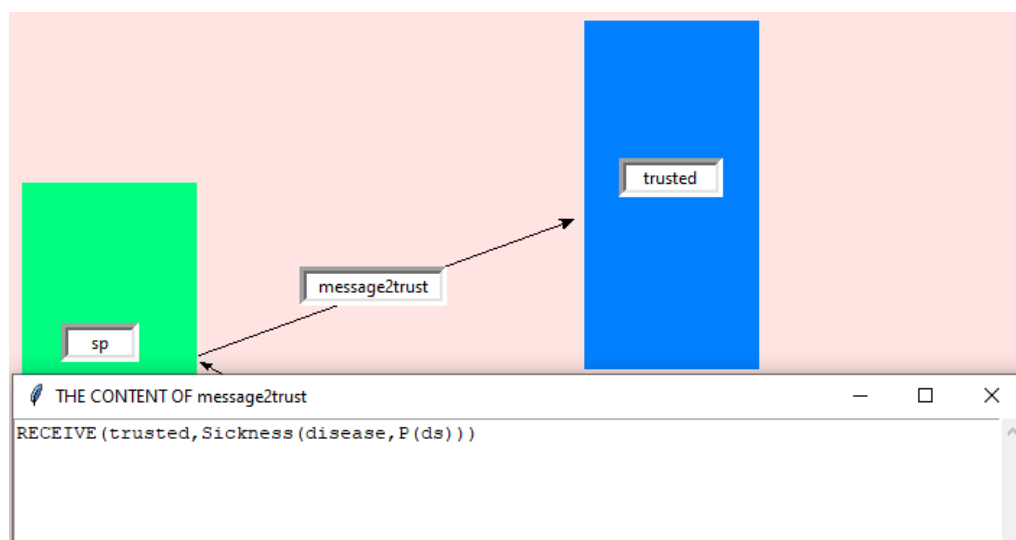 trusted
message2trust
sp
THE CONTENT OF message2trust
RECEIVE(trusted,Sickness(disease,P(ds)))